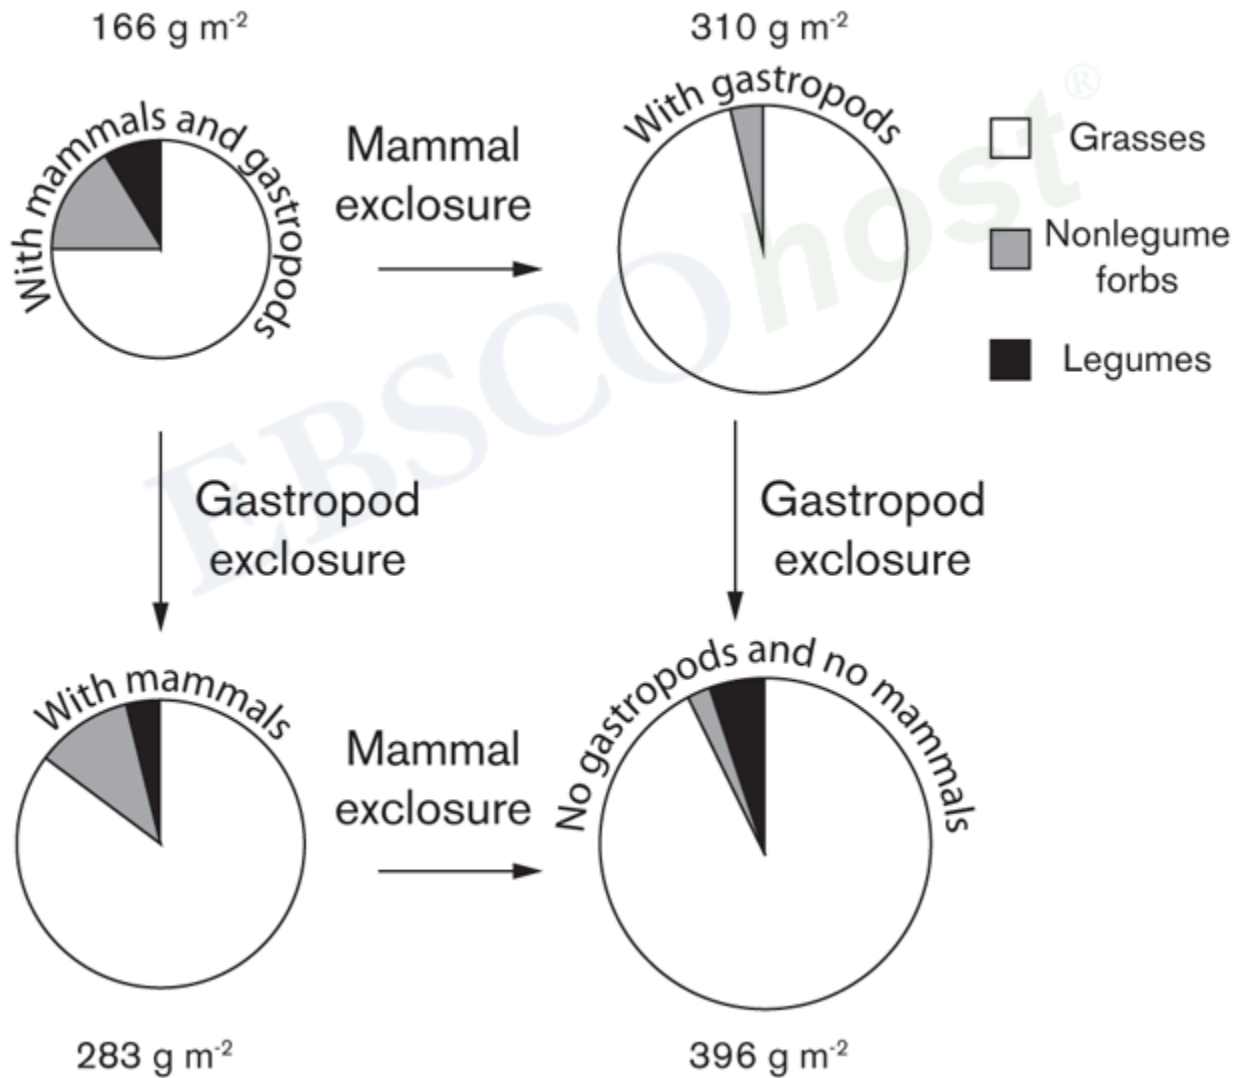 166 g m-2
310 g m-2
With mammals and gastropods
With gastropods
Mammal
exclosure
Grasses
Nonlegume
forbs
Legumes
EBSCOhost®
Gastropod
exclosure
Gastropod
exclosure
With mammals
No gastropods and no mammals
Mammal
exclosure
283 g m-2
396 g m-2